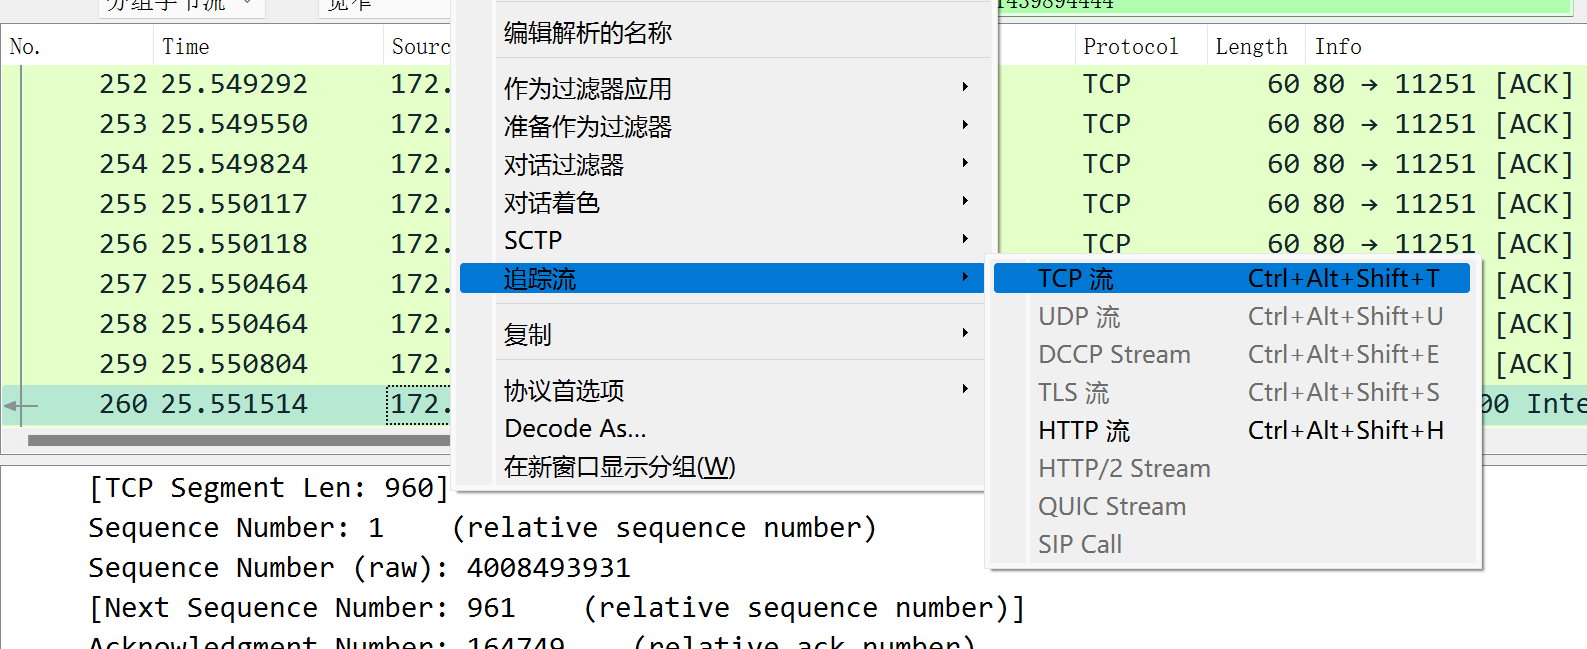 分组字节流 宽窄
1439894444
No. Time Sourc Protocol Length Info
252 25.549292 172. TCP 60 80 → 11251 [ACK]
253 25.549550 172. TCP 60 80 → 11251 [ACK]
254 25.549824 172. TCP 60 80 → 11251 [ACK]
255 25.550117 172. TCP 60 80 → 11251 [ACK]
256 25.550118 172. TCP 60 80 → 11251 [ACK]
257 25.550464 172. [ACK]
258 25.550464 172. [ACK]
259 25.550804 172. [ACK]
260 25.551514 172. 00 Inte
编辑解析的名称
作为过滤器应用
准备作为过滤器
对话过滤器
对话着色
SCTP
追踪流
复制
协议首选项
Decode As...
在新窗口显示分组(W)
TCP 流 Ctrl+Alt+Shift+T
UDP 流 Ctrl+Alt+Shift+U
DCCP Stream Ctrl+Alt+Shift+E
TLS 流 Ctrl+Alt+Shift+S
HTTP 流 Ctrl+Alt+Shift+H
HTTP/2 Stream
QUIC Stream
SIP Call
[TCP Segment Len: 960]
Sequence Number: 1 (relative sequence number)
Sequence Number (raw): 4008493931
[Next Sequence Number: 961 (relative sequence number)]
Acknowledgment Number: 164749 (relative ack number)